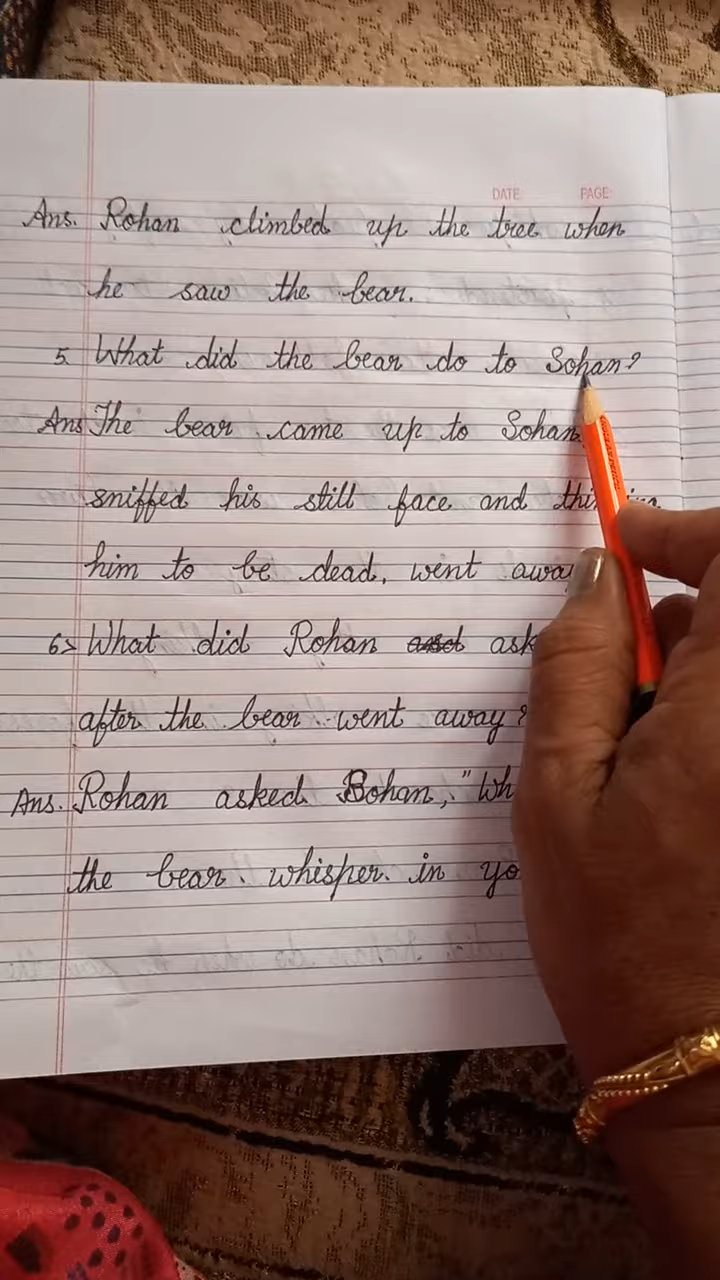 DATE: PAGE:
Ans. Rohan climbed up the tree when
he saw the bear.
5. What did the bear do to Sohan?
Ans The bear came up to Sohan
sniffed his still face and
him to be dead, went
6> What did Rohan ask
after the bear went away?
Ans. Rohan asked Sohan, "
the bear whisper in